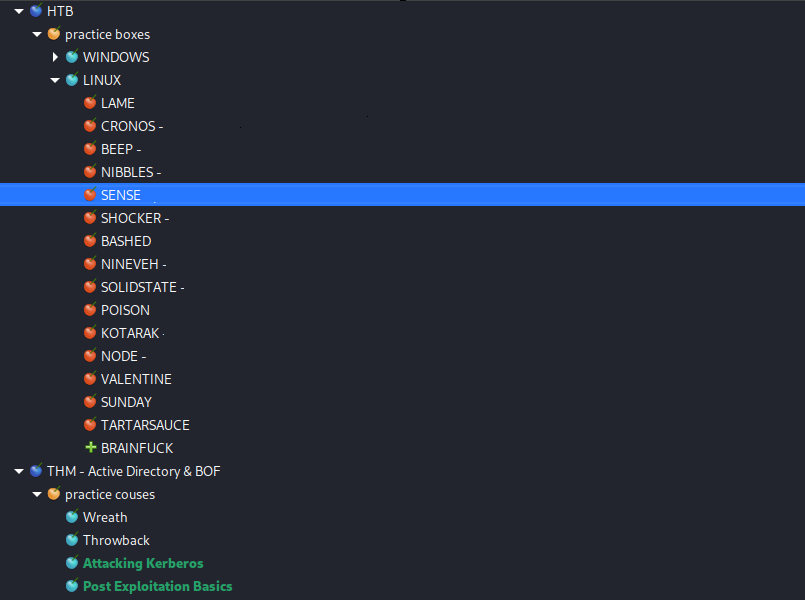 HTB
practice boxes
WINDOWS
LINUX
LAME
CRONOS -
BEEP -
NIBBLES -
SENSE
SHOCKER -
BASHED
NINEVEH -
SOLIDSTATE -
POISON
KOTARAK -
NODE -
VALENTINE
SUNDAY
TARTARSAUCE
BRAINFUCK
THM - Active Directory & BOF
practice couses
Wreath
Throwback
Attacking Kerberos
Post Exploitation Basics